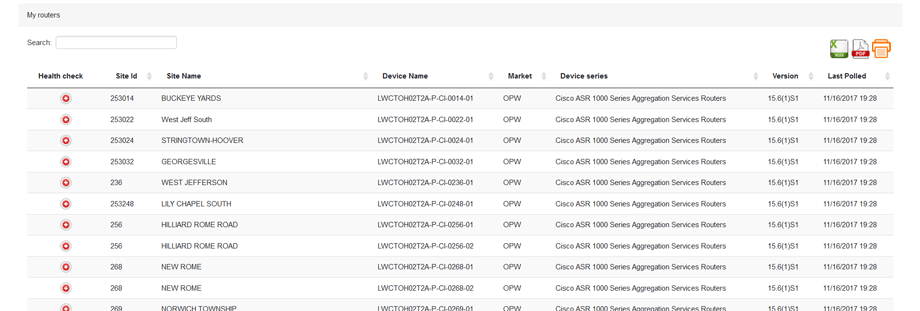 My routers
Search:
Health check Site Id Site Name Device Name Market Device series Version Last Polled
253014 BUCKEYE YARDS LWCTOH02T2A-P-CI-0014-01 OPW Cisco ASR 1000 Series Aggregation Services Routers 15.6(1)S1 11/16/2017 19:28
253022 West Jeff South LWCTOH02T2A-P-CI-0022-01 OPW Cisco ASR 1000 Series Aggregation Services Routers 15.6(1)S1 11/16/2017 19:28
253024 STRINGTOWN-HOOVER LWCTOH02T2A-P-CI-0024-01 OPW Cisco ASR 1000 Series Aggregation Services Routers 15.6(1)S1 11/16/2017 19:28
253032 GEORGESVILLE LWCTOH02T2A-P-CI-0032-01 OPW Cisco ASR 1000 Series Aggregation Services Routers 15.6(1)S1 11/16/2017 19:28
236 WEST JEFFERSON LWCTOH02T2A-P-CI-0236-01 OPW Cisco ASR 1000 Series Aggregation Services Routers 15.6(1)S1 11/16/2017 19:28
253248 LILY CHAPEL SOUTH LWCTOH02T2A-P-CI-0248-01 OPW Cisco ASR 1000 Series Aggregation Services Routers 15.6(1)S1 11/16/2017 19:28
256 HILLIARD ROME ROAD LWCTOH02T2A-P-CI-0256-01 OPW Cisco ASR 1000 Series Aggregation Services Routers 15.6(1)S1 11/16/2017 19:28
256 HILLIARD ROME ROAD LWCTOH02T2A-P-CI-0256-02 OPW Cisco ASR 1000 Series Aggregation Services Routers 15.6(1)S1 11/16/2017 19:28
268 NEW ROME LWCTOH02T2A-P-CI-0268-01 OPW Cisco ASR 1000 Series Aggregation Services Routers 15.6(1)S1 11/16/2017 19:28
268 NEW ROME LWCTOH02T2A-P-CI-0268-02 OPW Cisco ASR 1000 Series Aggregation Services Routers 15.6(1)S1 11/16/2017 19:28
269 NORWICH TOWNSHIP LWCTOH02T2A-P-CI-0269-01 OPW Cisco ASR 1000 Series Aggregation Services Routers 15.6(1)S1 11/16/2017 19:28